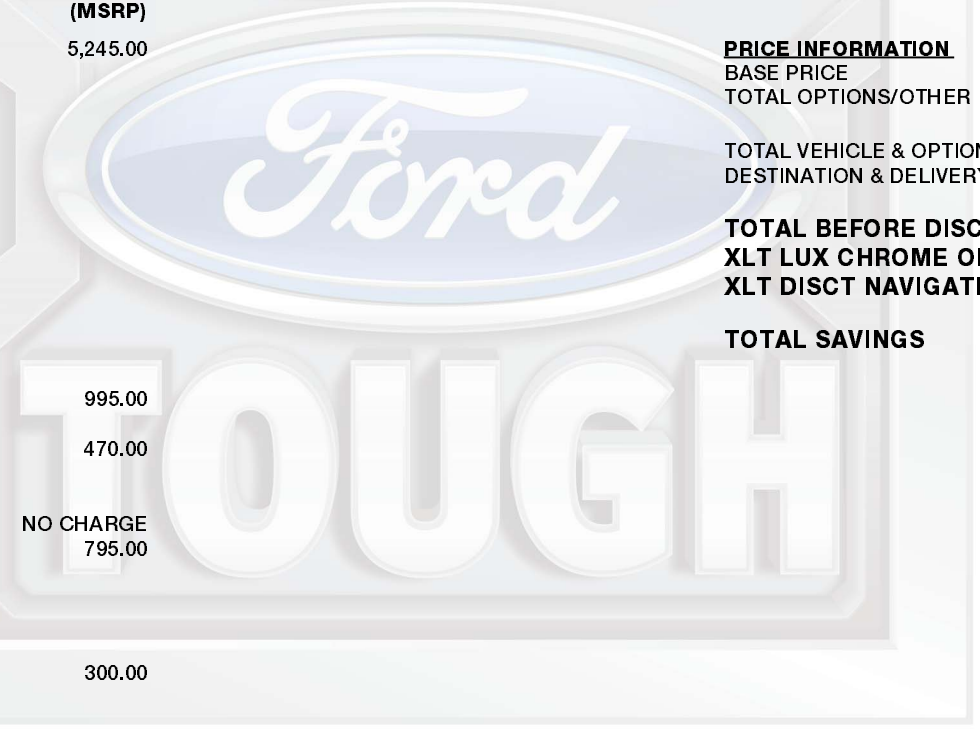 (MSRP)
5,245.00
995.00
470.00
NO CHARGE
795.00
300.00
PRICE INFORMATION
BASE PRICE
TOTAL OPTIONS/OTHER
TOTAL VEHICLE & OPTION
DESTINATION & DELIVERY
TOTAL BEFORE DISC
XLT LUX CHROME O
XLT DISCT NAVIGATI
TOTAL SAVINGS
Ford
TOUGH